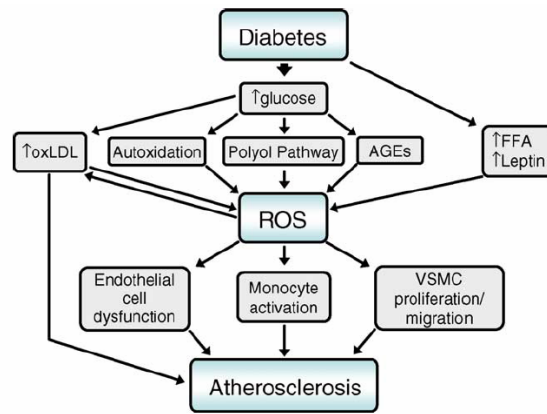 Diabetes
↑glucose
↑oxLDL
Autoxidation
Polyol Pathway
AGEs
↑FFA
↑Leptin
ROS
Endothelial
cell
dysfunction
Monocyte
activation
VSMC
proliferation/
migration
Atherosclerosis